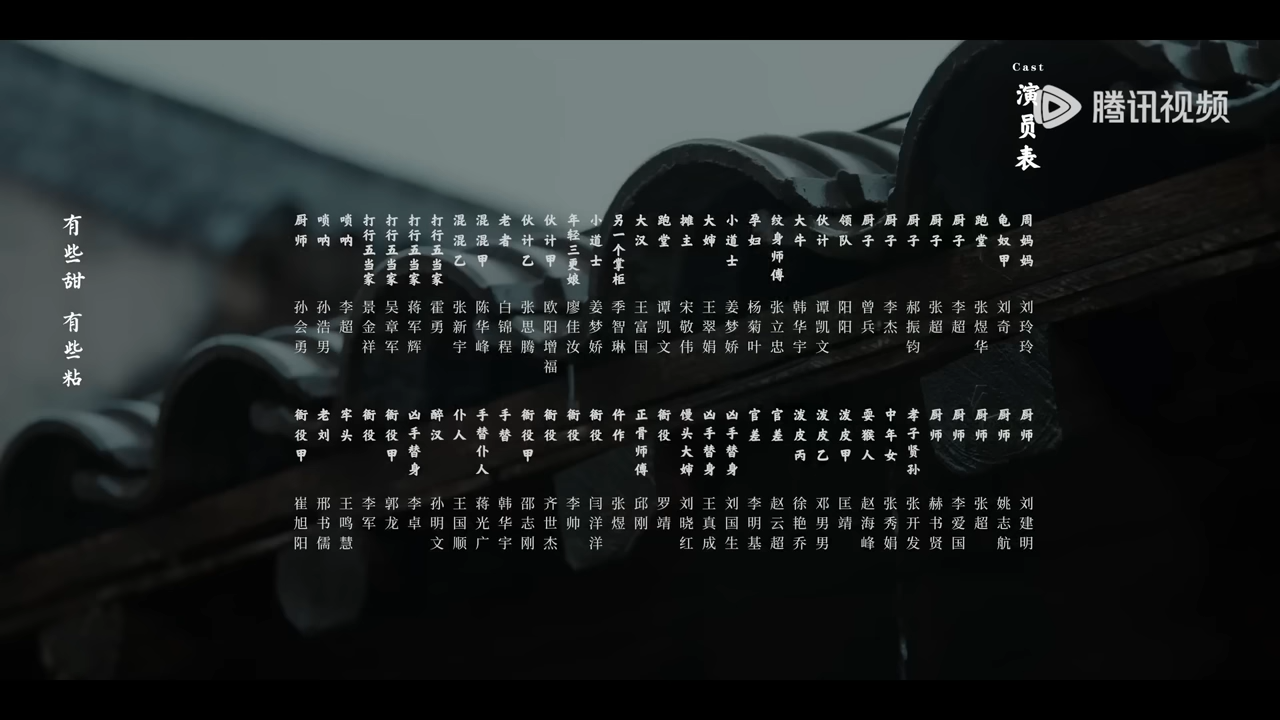 Cast
演员表
腾讯视频
周妈妈 刘玲玲
龟奴甲 刘奇
跑堂 张煜华
厨子 李超
厨子 张超
厨子 郝振钧
厨子 李杰
厨子 曾兵
领队 阳阳
伙计 谭凯文
大牛 韩华宇
纹身师傅 张立忠
孕妇 杨菊叶
小道士 姜梦娇
大婶 王翠娟
摊主 宋敬伟
跑堂 谭凯文
大汉 王富国
另一个掌柜 季智琳
小道士 姜梦娇
年轻三更娘 廖佳汝
伙计甲 欧阳增福
伙计乙 张思腾
老者 白锦程
混混甲 陈华峰
混混乙 张新宇
打行五当家 霍勇
打行五当家 蒋军辉
打行五当家 吴章军
打行五当家 景金祥
唢呐 李超
唢呐 孙浩男
厨师 孙会勇
厨师 刘建明
厨师 姚志航
厨师 张超
厨师 李爱国
厨师 赫书贤
孝子贤孙 张开发
中年女 张秀娟
耍猴人 赵海峰
泼皮甲 匡靖
泼皮乙 邓男男
泼皮丙 徐艳乔
官差 赵云超
官差 李明基
凶手替身 刘国生
凶手替身 王真成
馒头大婶 刘晓红
衙役 罗靖
正骨师傅 邱刚
仵作 张煜
衙役 闫洋洋
衙役 李帅
衙役 齐世杰
衙役甲 邵志刚
手替 韩华宇
手替仆人 蒋光广
仆人 王国顺
醉汉 孙明文
凶手替身 李卓
衙役甲 郭龙
衙役 李军
牢头 王鸣慧
老刘 邢书儒
衙役甲 崔旭阳
有些甜 有些粘